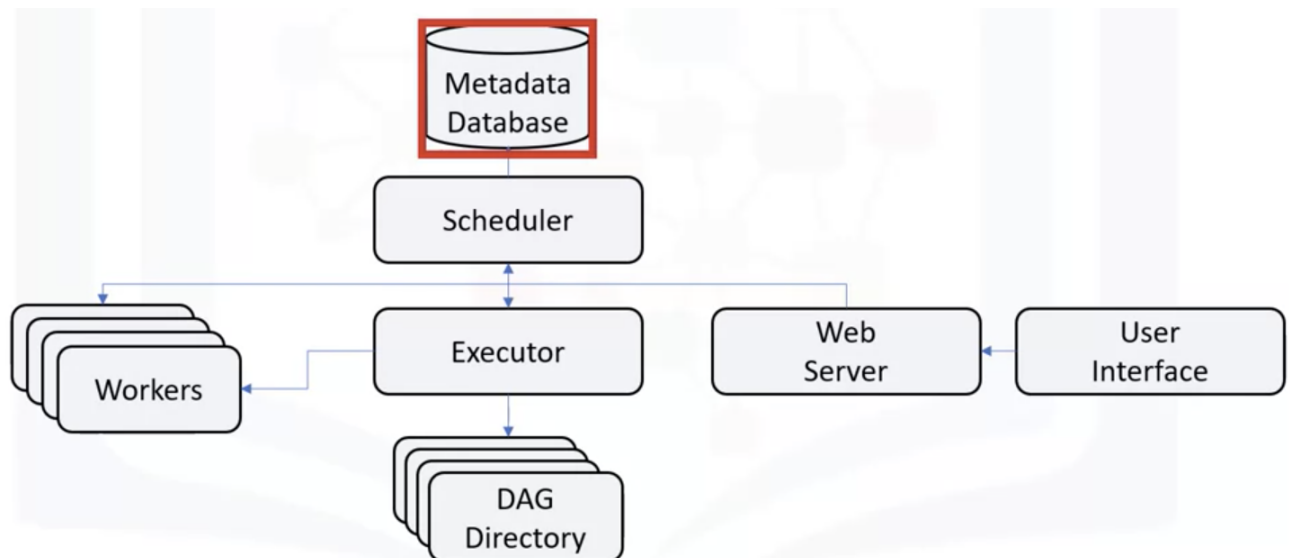 Metadata
Database
Scheduler
Executor
Web
Server
User
Interface
Workers
DAG
Directory